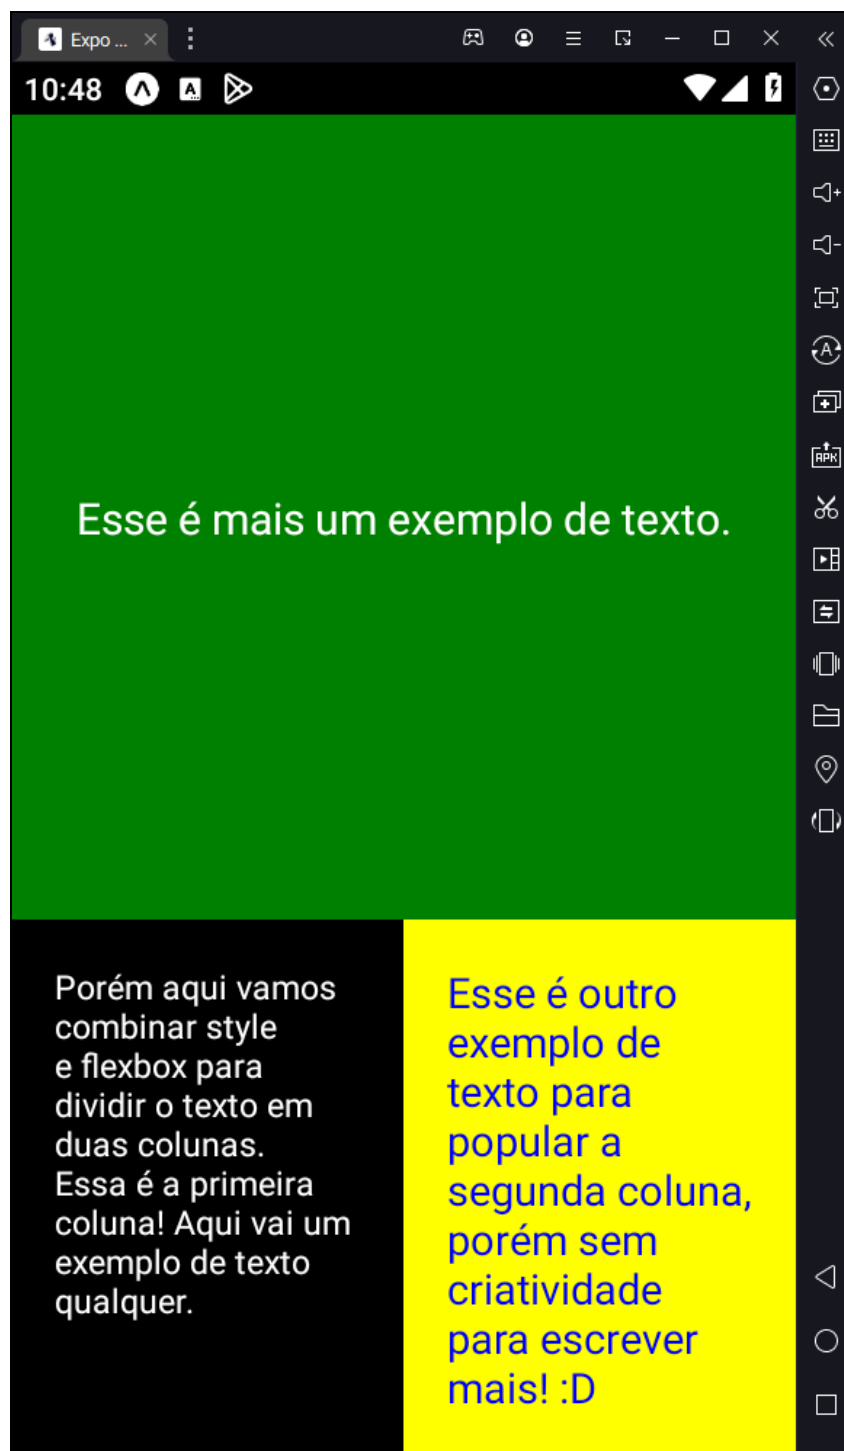 Expo ...
10:48
A
Esse é mais um exemplo de texto.
Porém aqui vamos
combinar style
e flexbox para
dividir o texto em
duas colunas.
Essa é a primeira
coluna! Aqui vai um
exemplo de texto
qualquer.
Esse é outro
exemplo de
texto para
popular a
segunda coluna,
porém sem
criatividade
para escrever
mais! :D
A
APK